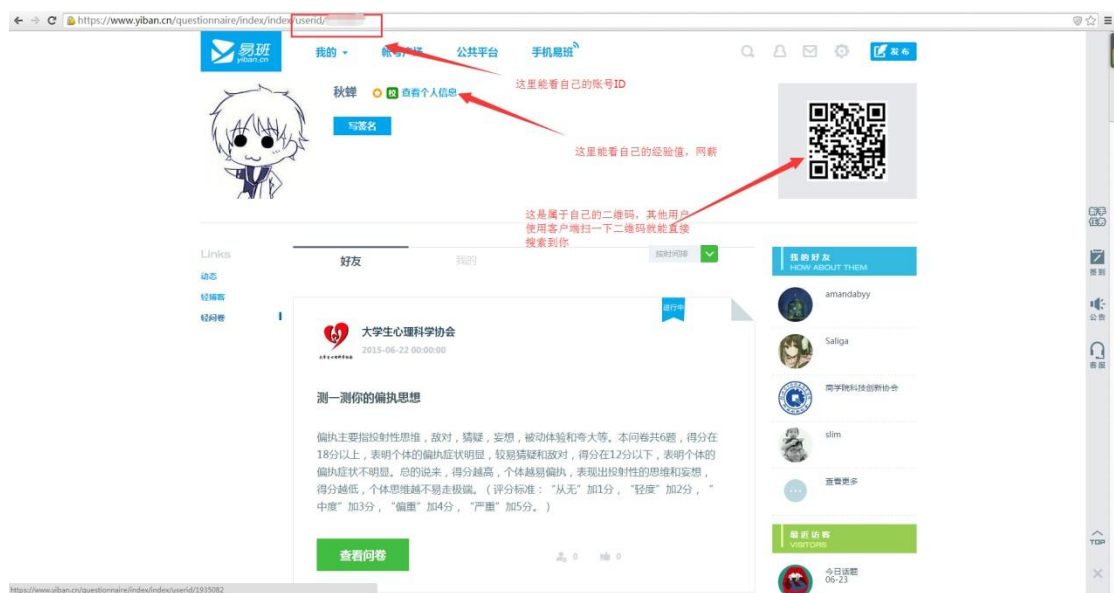 https://www.yiban.cn/questionnaire/index/index/userid/
易班
yiban.cn
我的
公共平台
手机易班
发布
这里能看自己的账号ID
秋蝉
校
查看个人信息
写签名
这里能看自己的经验值，网薪
这是属于自己的二维码，其他用户
使用客户端扫一下二维码就能直接
搜索到你
新手
任务
签到
公告
客服
TOP
Links
动态
轻博客
轻问卷
好友
我的
按时间排
进行中
大学生心理科学协会
2015-06-22 00:00:00
测一测你的偏执思想
偏执主要指投射性思维，敌对，猜疑，妄想，被动体验和夸大等。本问卷共6题，得分在
18分以上，表明个体的偏执症状明显，较易猜疑和敌对，得分在12分以下，表明个体的
偏执症状不明显。总的说来，得分越高，个体越易偏执，表现出投射性的思维和妄想，
得分越低，个体思维越不易走极端。（评分标准：“从无”加1分，“轻度”加2分，“
中度”加3分，“偏重”加4分，“严重”加5分。）
查看问卷
0
0
我的好友
HOW ABOUT THEM
amandabyy
Saliga
商学院科技创新协会
slim
查看更多
最近访客
VISITORS
今日话题
06-23
https://www.yiban.cn/questionnaire/index/index/userid/1935082